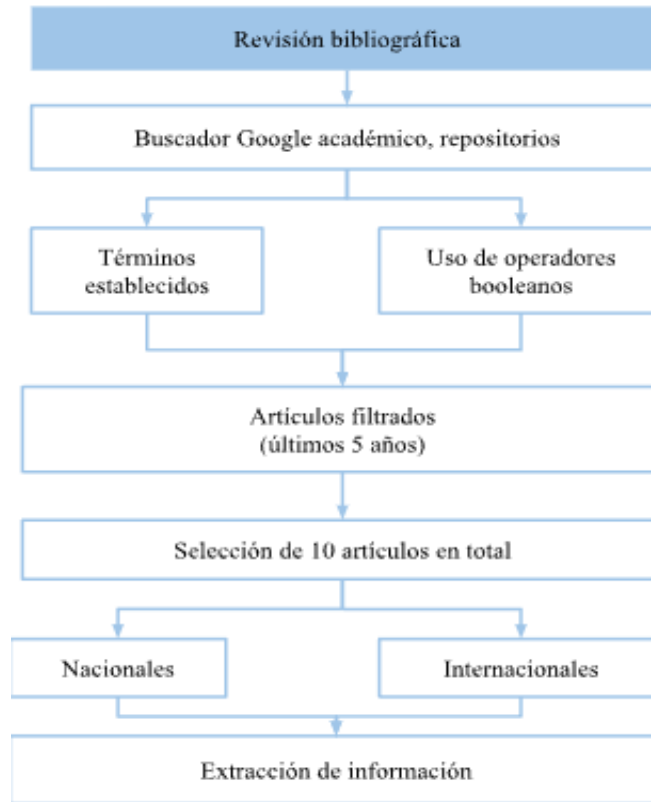 Revisión bibliográfica
Buscador Google académico, repositorios
Términos
establecidos
Uso de operadores
booleanos
Artículos filtrados
(últimos 5 años)
Selección de 10 artículos en total
Nacionales
Internacionales
Extracción de información